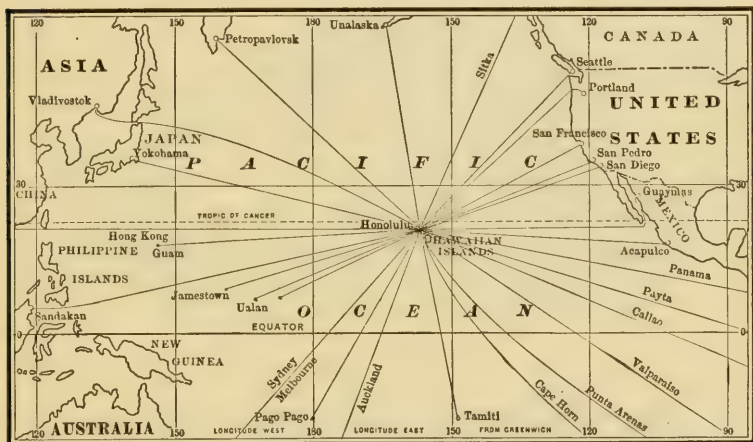 120
150
180
150
120
90
Unalaska
Petropavlovsk
CANADA
ASIA
Sitka
Seattle
Portland
Vladivostok
UNITED
STATES
JAPAN
Yokohama
San Francisco
San Pedro
San Diego
PACIFIC
30
30
CHINA
Guaymas
MEXICO
TROPIC OF CANCER
Honolulu
HAWAIIAN
ISLANDS
Hong Kong
Guam
Acapulco
PHILIPPINE
ISLANDS
Panama
Jamestown
Ualan
Payta
Callao
OCEAN
Sandakan
EQUATOR
0
0
NEW
GUINEA
Sydney
Melbourne
Auckland
Valparaiso
Punta Arenas
Cape Horn
Pago Pago
Tamiti
AUSTRALIA
LONGITUDE WEST
LONGITUDE EAST
FROM GREENWICH
120
150
180
150
120
90